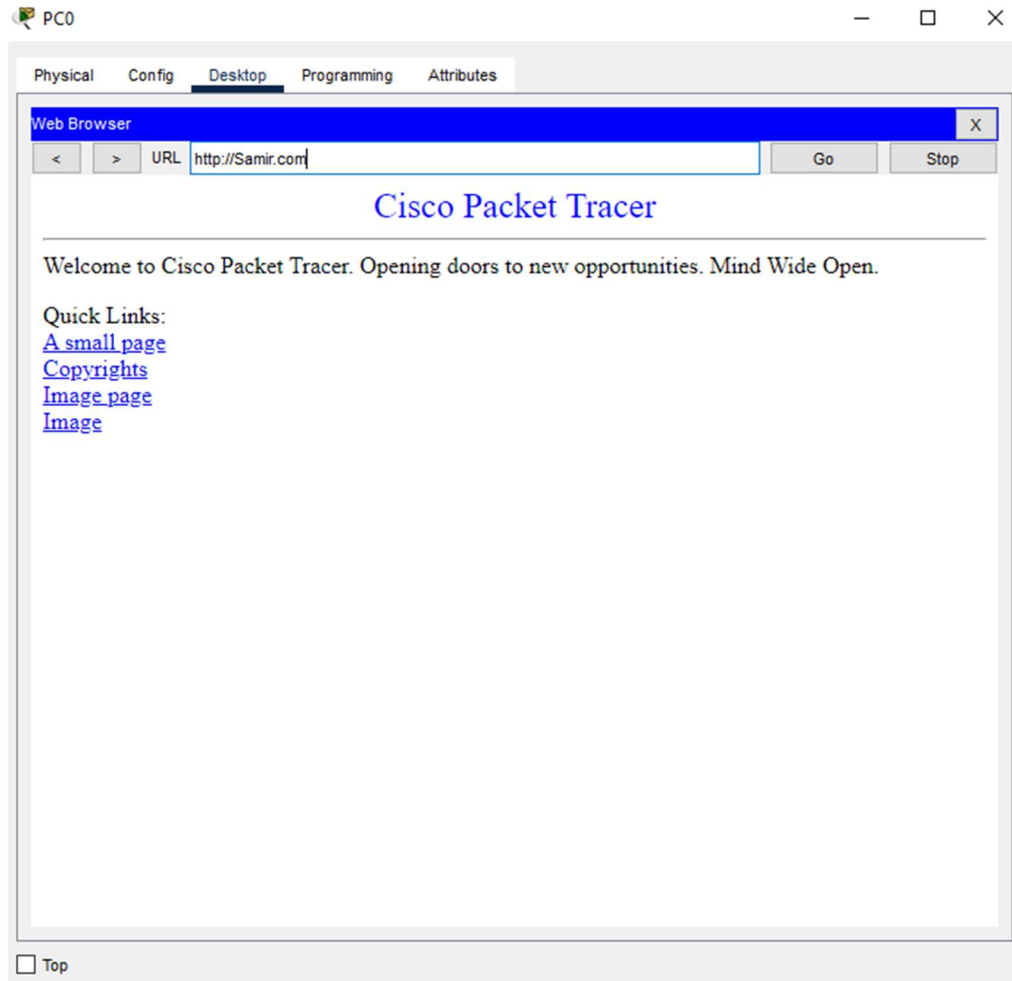 PC0
Physical Config Desktop Programming Attributes
Web Browser X
< > URL http://Samir.com Go Stop
Cisco Packet Tracer
Welcome to Cisco Packet Tracer. Opening doors to new opportunities. Mind Wide Open.
Quick Links:
A small page
Copyrights
Image page
Image
Top